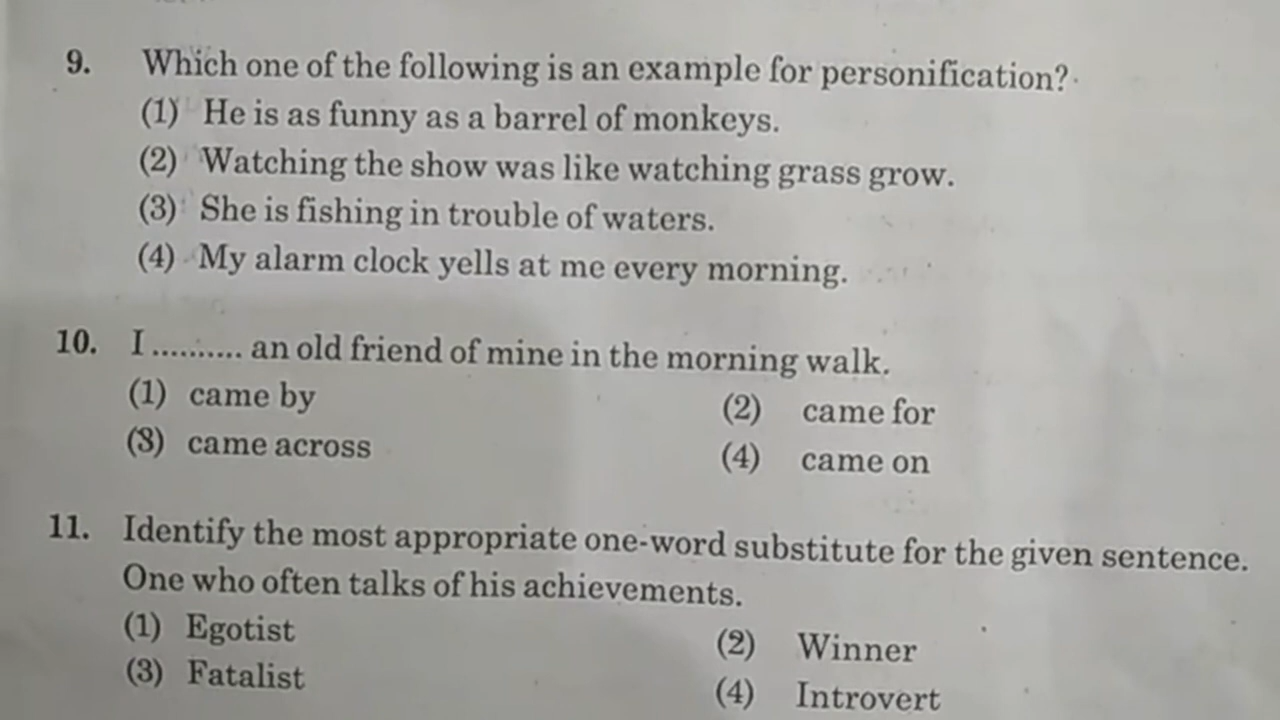 9. Which one of the following is an example for personification?
(1) He is as funny as a barrel of monkeys.
(2) Watching the show was like watching grass grow.
(3) She is fishing in trouble of waters.
(4) My alarm clock yells at me every morning.
10. I .......... an old friend of mine in the morning walk.
(1) came by (2) came for
(3) came across (4) came on
11. Identify the most appropriate one-word substitute for the given sentence.
One who often talks of his achievements.
(1) Egotist (2) Winner
(3) Fatalist (4) Introvert